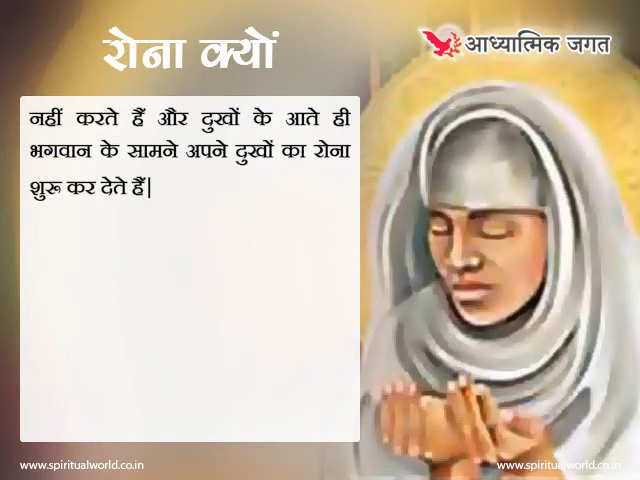 रोना क्यों
आध्यात्मिक जगत
नहीं करते हैं और दुखों के आते ही
भगवान के सामने अपने दुखों का रोना
शुरू कर देते हैं|
www.spiritualworld.co.in
www.spiritualworld.co.in